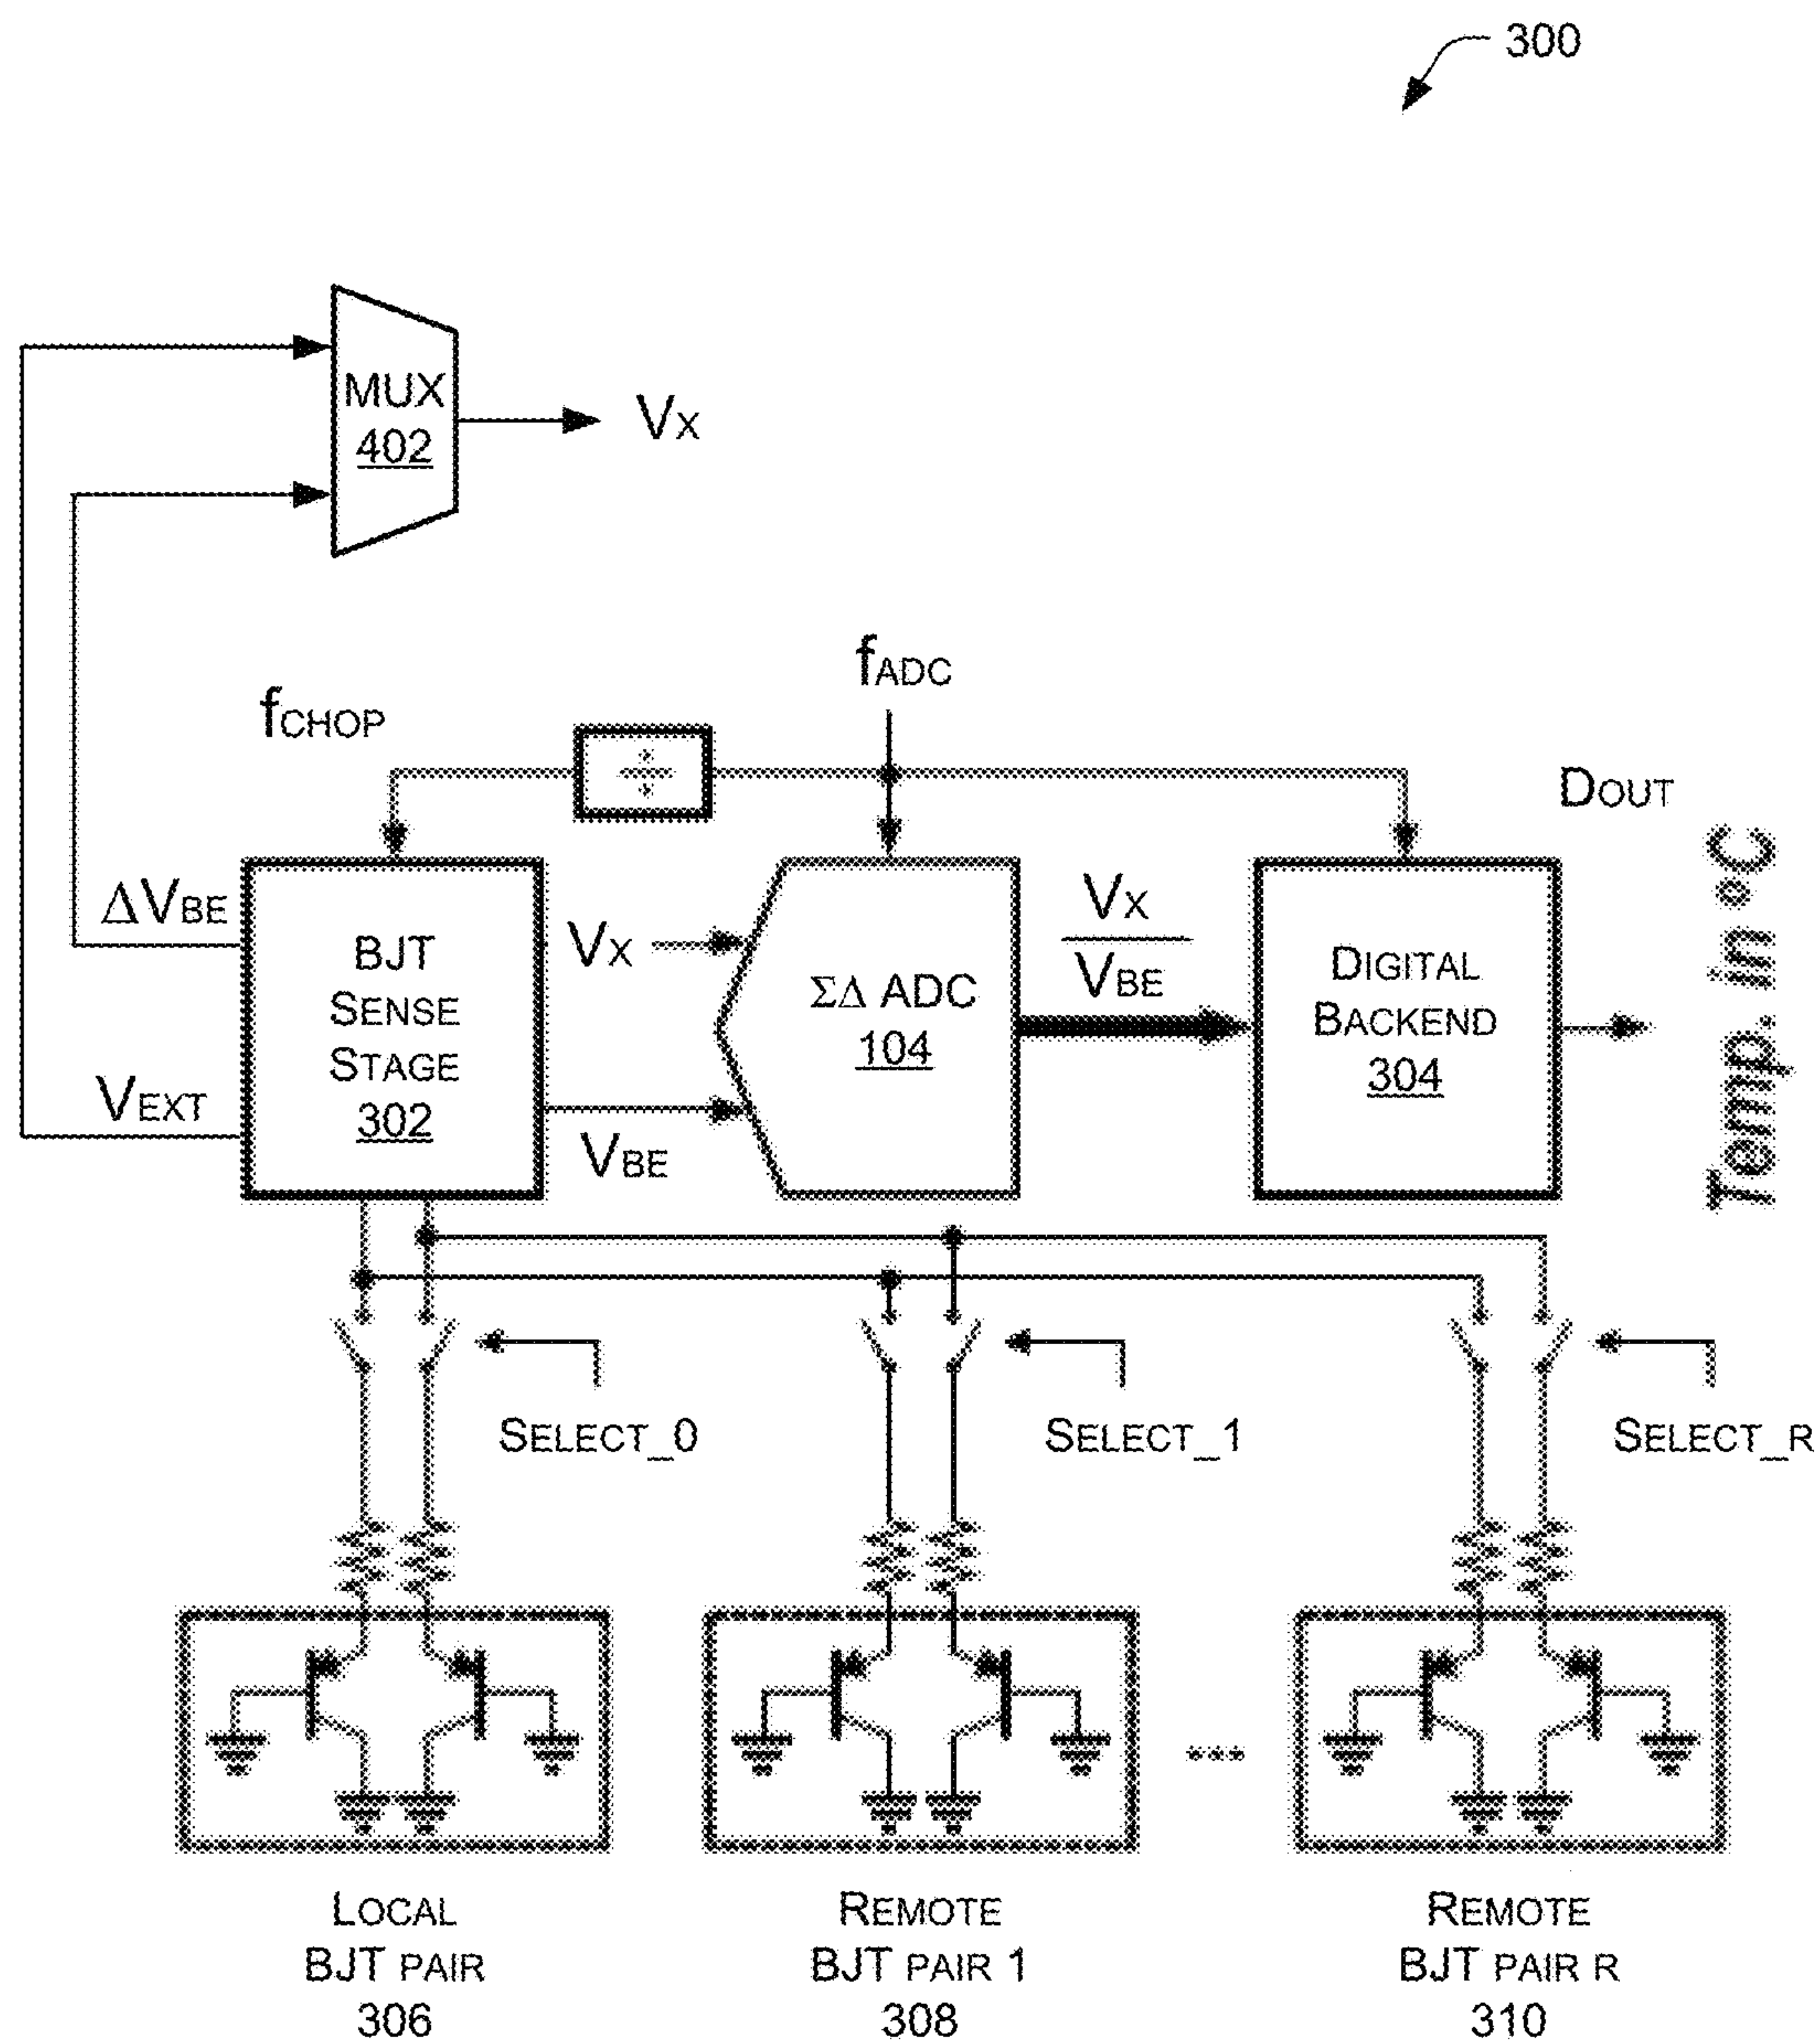 300
MUX
402
VX
fADC
fCHOP
÷
DOUT
Temp. in °C
ΔVBE
VEXT
BJT
SENSE
STAGE
302
VX
VBE
ΣΔ ADC
104
VX
VBE
DIGITAL
BACKEND
304
SELECT_0
SELECT_1
SELECT_R
...
LOCAL
BJT PAIR
306
REMOTE
BJT PAIR 1
308
REMOTE
BJT PAIR R
310